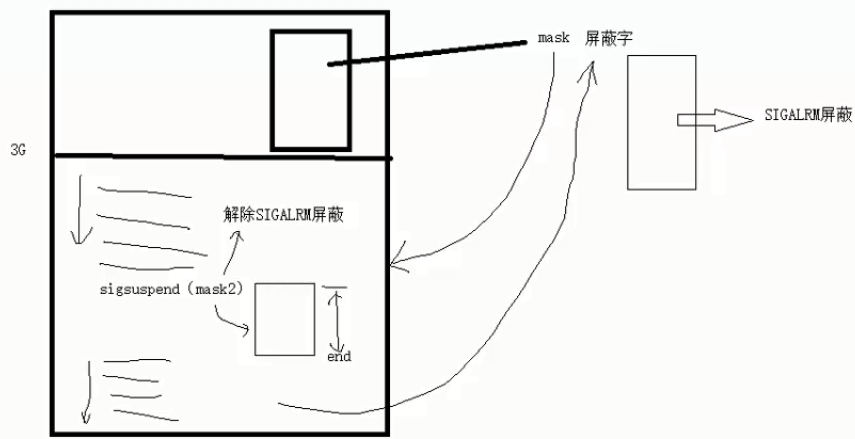 mask 屏蔽字
SIGALRM屏蔽
3G
解除SIGALRM屏蔽
sigsuspend（mask2）
end